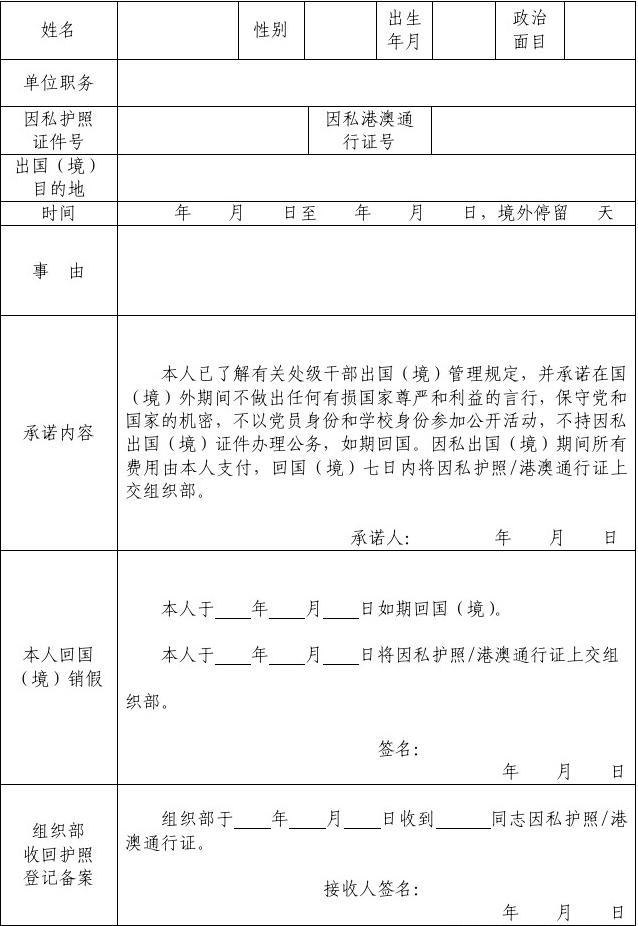 姓名 性别 出生年月 政治面目
单位职务
因私护照证件号 因私港澳通行证号
出国（境）目的地
时间 年 月 日至 年 月 日，境外停留 天
事 由
承诺内容
本人已了解有关处级干部出国（境）管理规定，并承诺在国
（境）外期间不做出任何有损国家尊严和利益的言行，保守党和
国家的机密，不以党员身份和学校身份参加公开活动，不持因私
出国（境）证件办理公务，如期回国。因私出国（境）期间所有
费用由本人支付，回国（境）七日内将因私护照/港澳通行证上
交组织部。
承诺人： 年 月 日
本人回国
（境）销假
本人于____年____月____日如期回国（境）。
本人于____年____月____日将因私护照/港澳通行证上交组
织部。
签名：
年 月 日
组织部
收回护照
登记备案
组织部于____年____月____日收到______同志因私护照/港
澳通行证。
接收人签名：
年 月 日